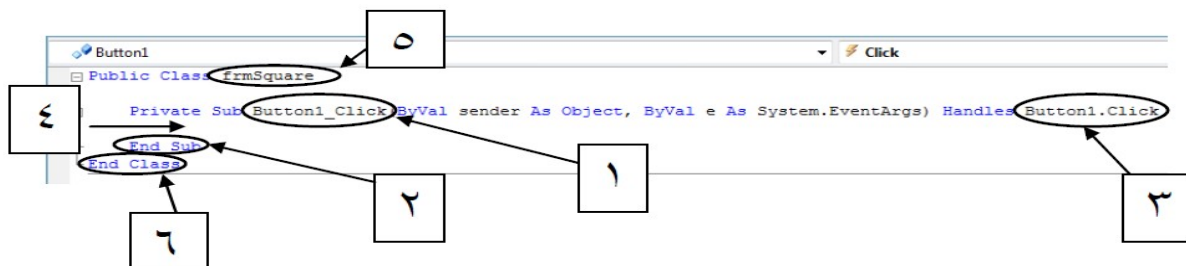 ٥
Button1 Click
Public Class frmSquare
٤
Private Sub Button1_Click(ByVal sender As Object, ByVal e As System.EventArgs) Handles Button1.Click
End Sub
End Class
١
٢
٣
٦